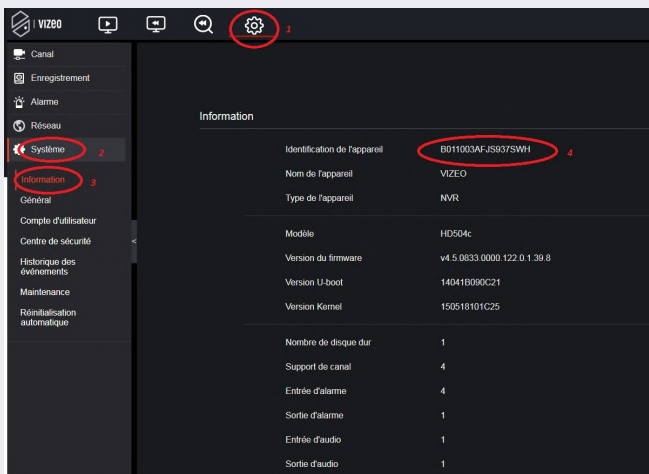 VIZEO
1
Canal
Enregistrement
Alarme
Réseau
Système 2
Information 3
Général
Compte d'utilisateur
Centre de sécurité
<
Historique des
événements
Maintenance
Réinitialisation
automatique
Information
Identification de l'appareil B011003AFJS937SWH 4
Nom de l'appareil VIZEO
Type de l'appareil NVR
Modèle HD504c
Version du firmware v4.5.0833.0000.122.0.1.39.8
Version U-boot 14041B090C21
Version Kernel 150518101C25
Nombre de disque dur 1
Support de canal 4
Entrée d'alarme 4
Sortie d'alarme 1
Entrée d'audio 1
Sortie d'audio 1